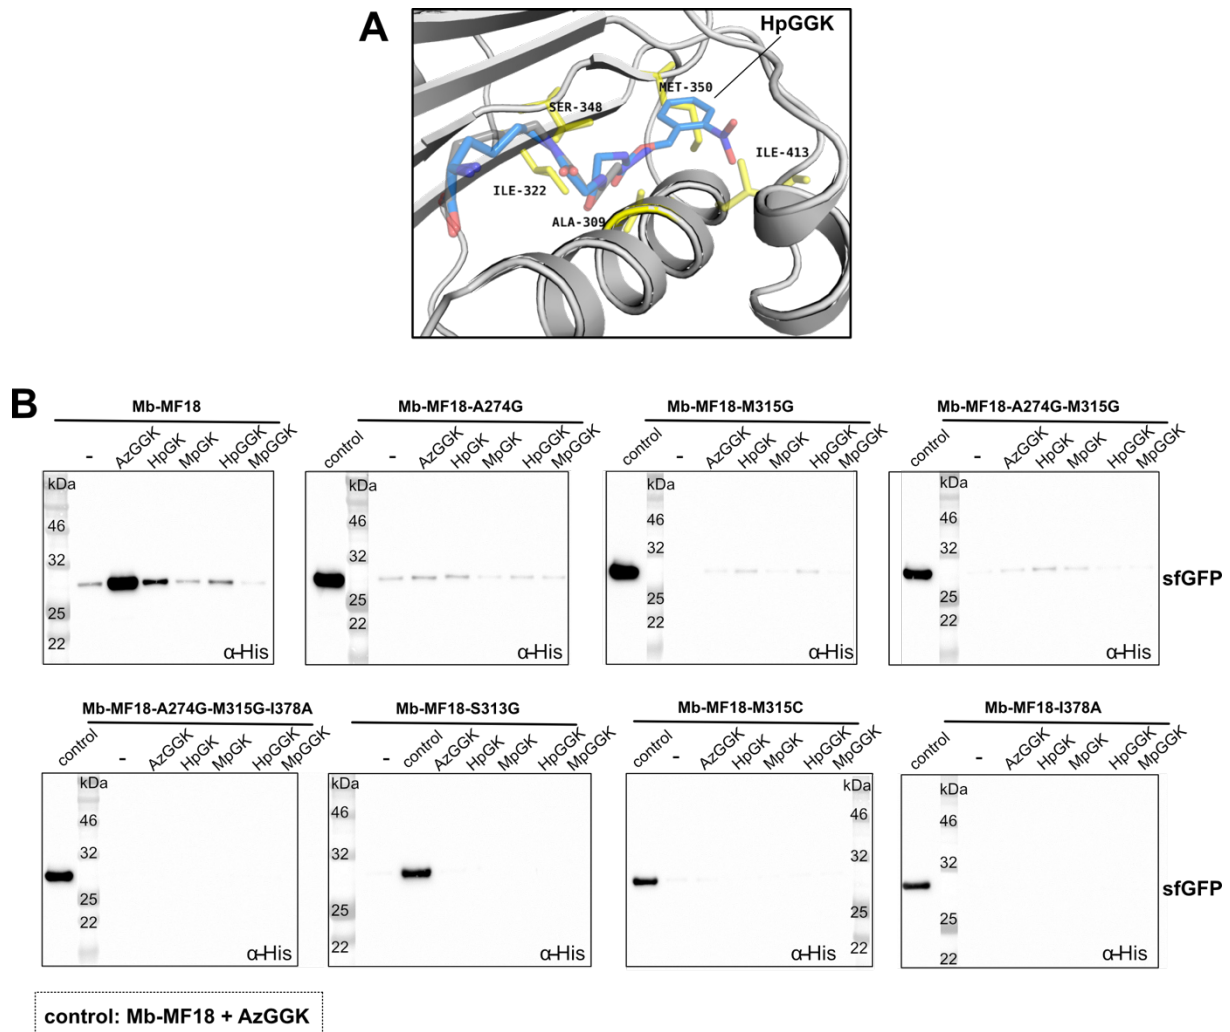 A
HpGGK
MET-350
SER-348
ILE-413
ILE-322
ALA-309
B
Mb-MF18
- AzGGK HpGK MpGK HpGGK MpGGK
kDa
46
32
25
22
α-His
Mb-MF18-A274G
control - AzGGK HpGK MpGK HpGGK MpGGK
kDa
46
32
25
22
α-His
Mb-MF18-M315G
control - AzGGK HpGK MpGK HpGGK MpGGK
kDa
46
32
25
22
α-His
Mb-MF18-A274G-M315G
control - AzGGK HpGK MpGK HpGGK MpGGK
kDa
46
32
25
22
α-His
sfGFP
Mb-MF18-A274G-M315G-I378A
control - AzGGK HpGK MpGK HpGGK MpGGK
kDa
46
32
25
22
α-His
Mb-MF18-S313G
- control AzGGK HpGK MpGK HpGGK MpGGK
kDa
46
32
25
22
α-His
Mb-MF18-M315C
control - AzGGK HpGK MpGK HpGGK MpGGK
kDa
46
32
25
22
α-His
Mb-MF18-I378A
control - AzGGK HpGK MpGK HpGGK MpGGK
kDa
46
32
25
22
α-His
sfGFP
control: Mb-MF18 + AzGGK